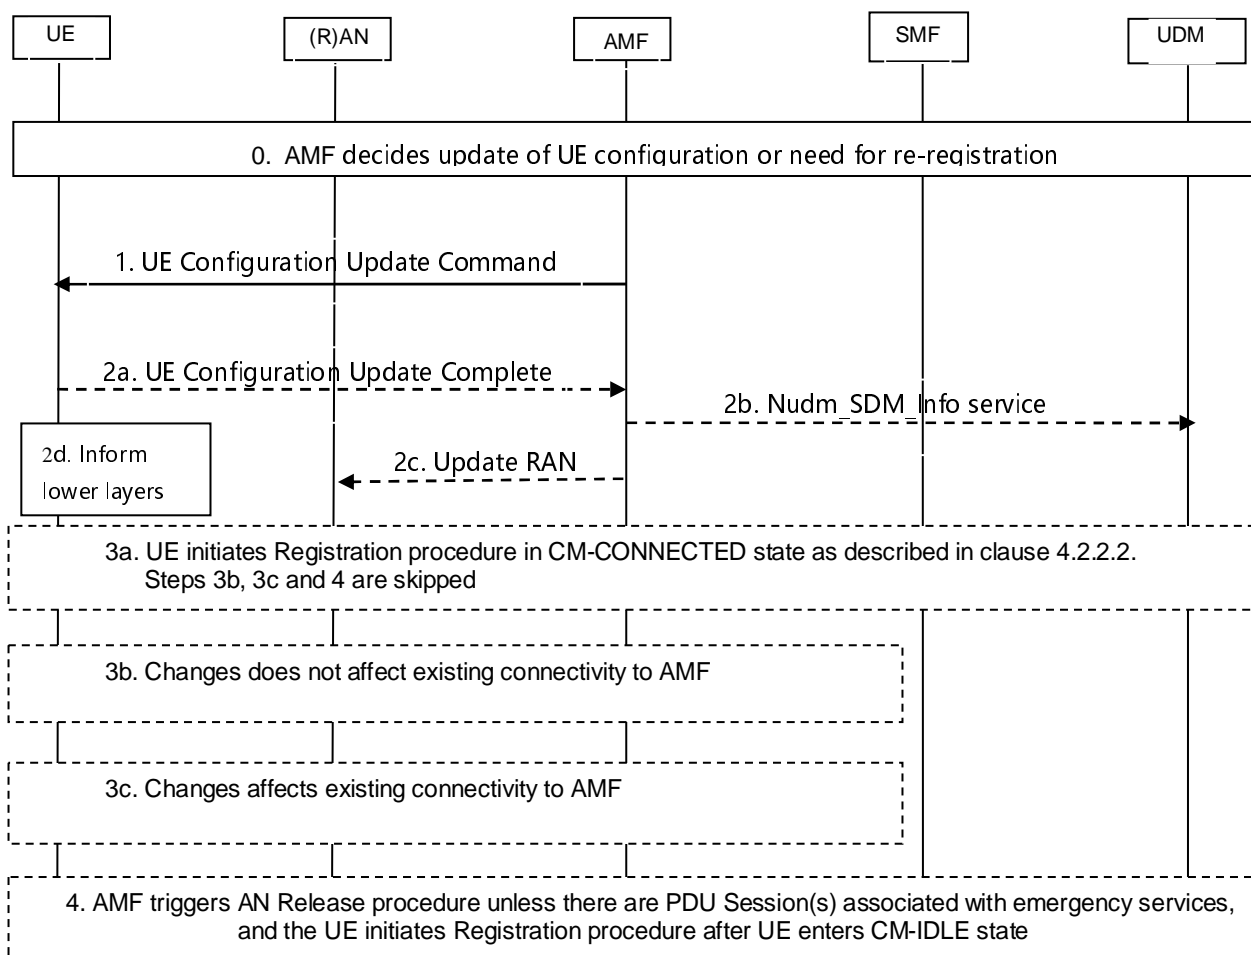 UE
(R)AN
AMF
SMF
UDM
0. AMF decides update of UE configuration or need for re-registration
1. UE Configuration Update Command
2a. UE Configuration Update Complete
2b. Nudm_SDM_Info service
2c. Update RAN
2d. Inform
lower layers
3a. UE initiates Registration procedure in CM-CONNECTED state as described in clause 4.2.2.2.
Steps 3b, 3c and 4 are skipped
3b. Changes does not affect existing connectivity to AMF
3c. Changes affects existing connectivity to AMF
4. AMF triggers AN Release procedure unless there are PDU Session(s) associated with emergency services,
and the UE initiates Registration procedure after UE enters CM-IDLE state